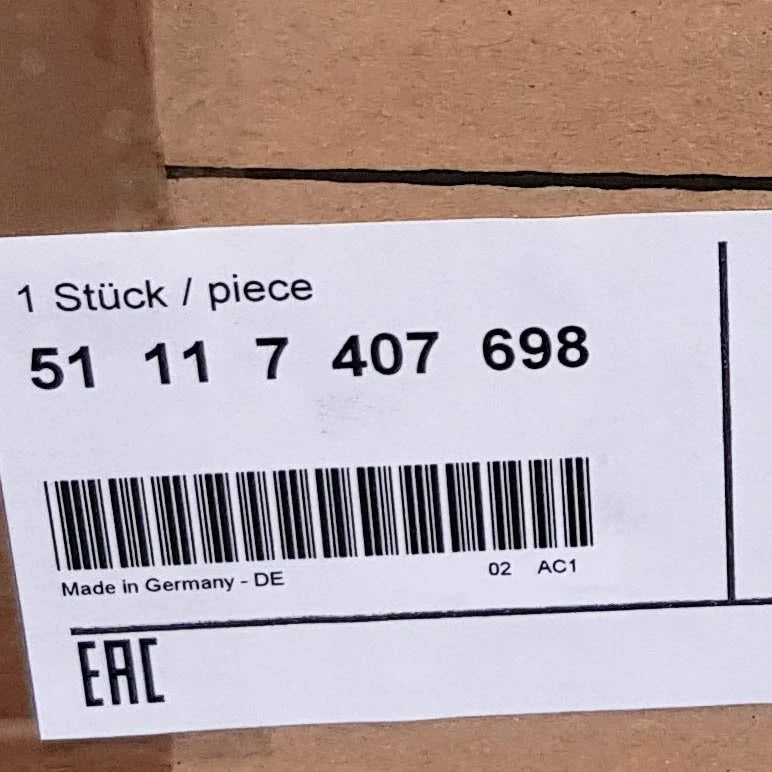 1 Stück / piece
51 11 7 407 698
Made in Germany - DE 02 AC1
EAC